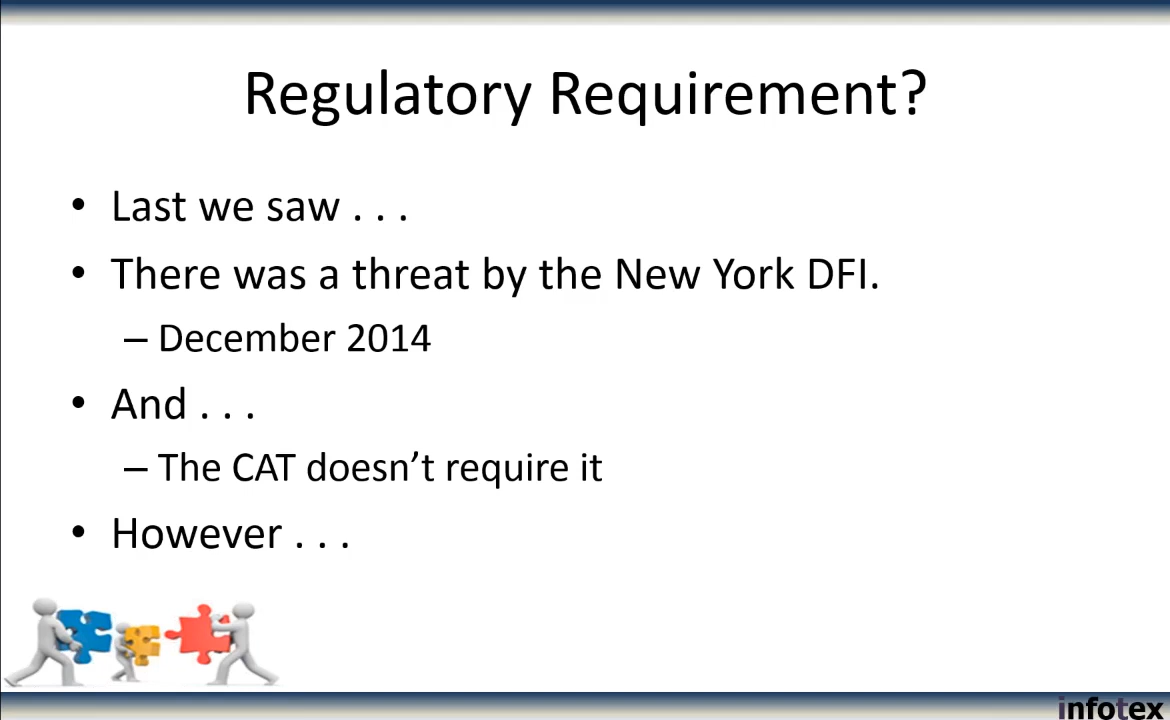 Regulatory Requirement?
• Last we saw . . .
• There was a threat by the New York DFI.
– December 2014
• And . . .
– The CAT doesn’t require it
• However . . .
infotex